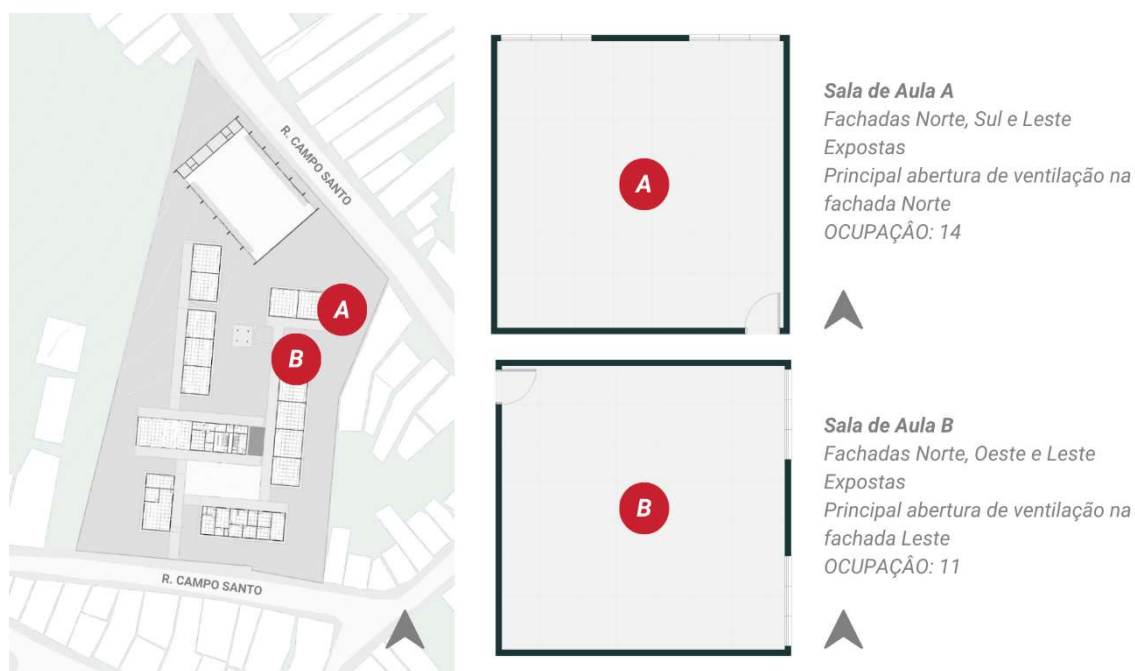 R. CAMPO SANTO
A
B
R. CAMPO SANTO
A
Sala de Aula A
Fachadas Norte, Sul e Leste
Expostas
Principal abertura de ventilação na
fachada Norte
OCUPAÇÂO: 14
B
Sala de Aula B
Fachadas Norte, Oeste e Leste
Expostas
Principal abertura de ventilação na
fachada Leste
OCUPAÇÂO: 11